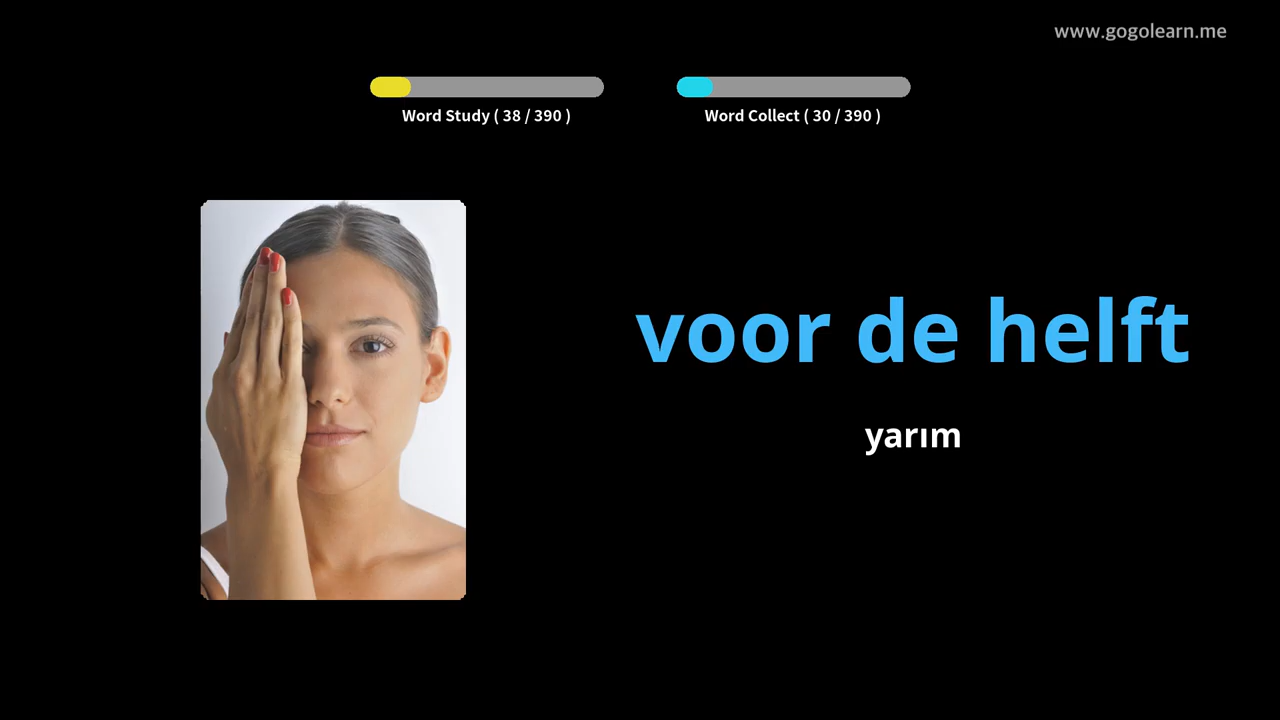 www.gogolearn.me
Word Study ( 38 / 390 )
Word Collect ( 30 / 390 )
voor de helft
yarım